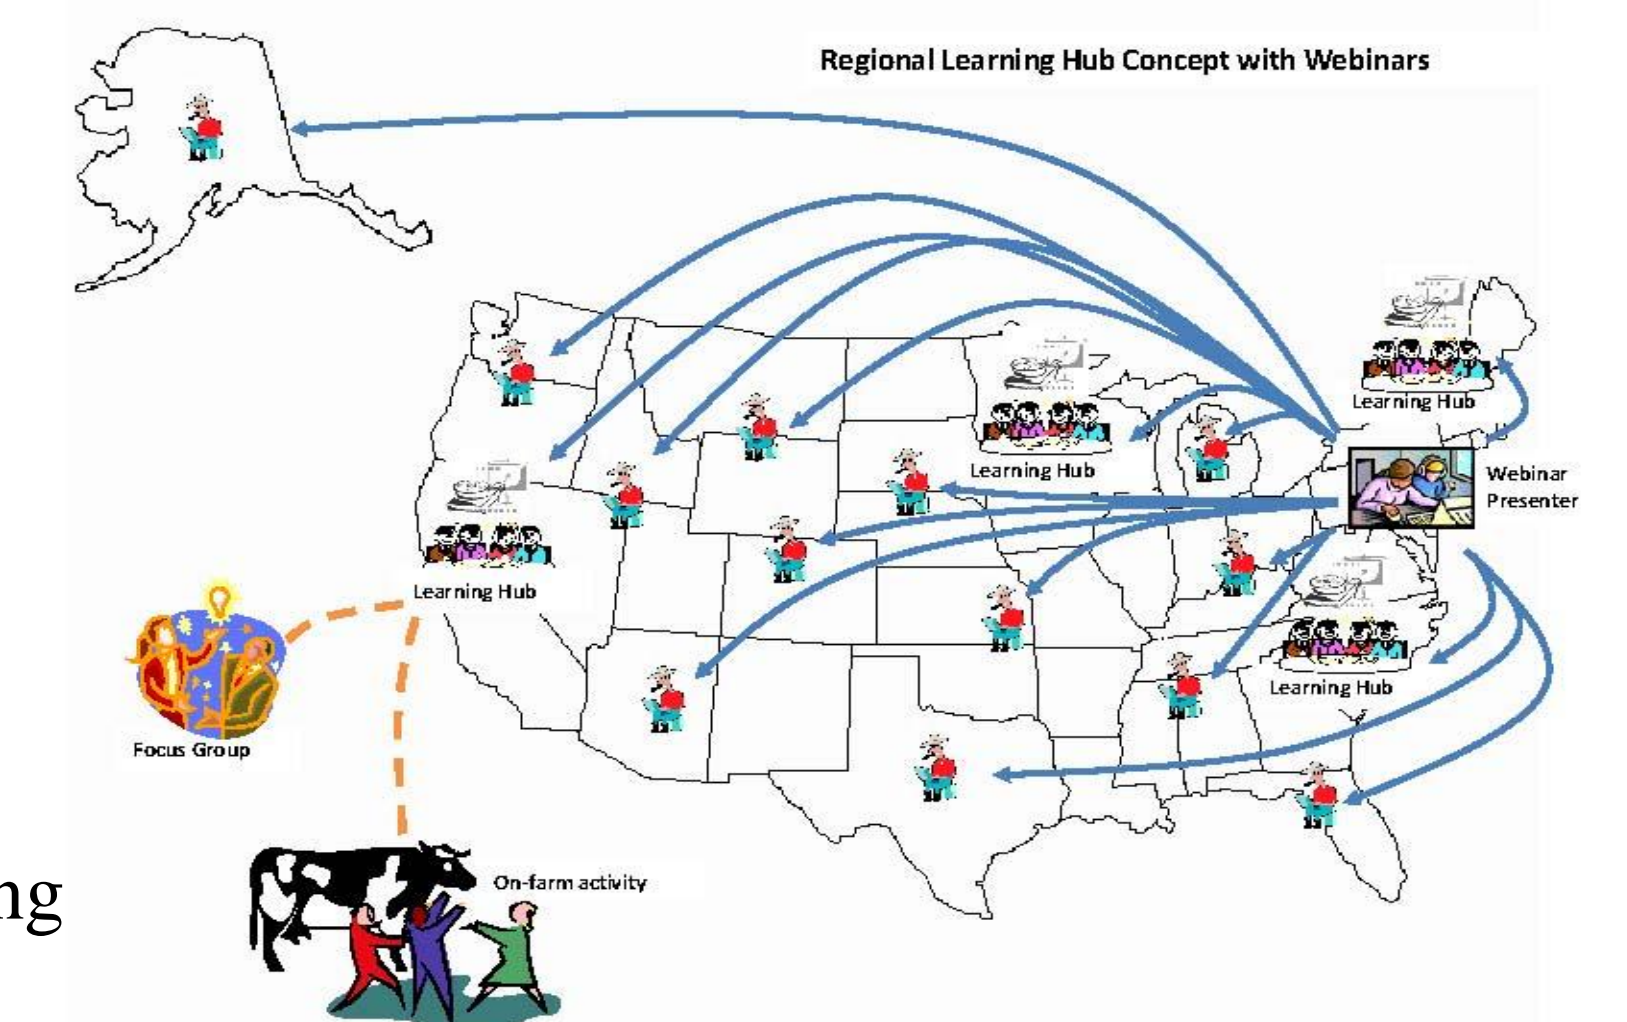 Regional Learning Hub Concept with Webinars
Learning Hub
Learning Hub
Webinar
Presenter
Learning Hub
Learning Hub
Focus Group
On-farm activity
ng